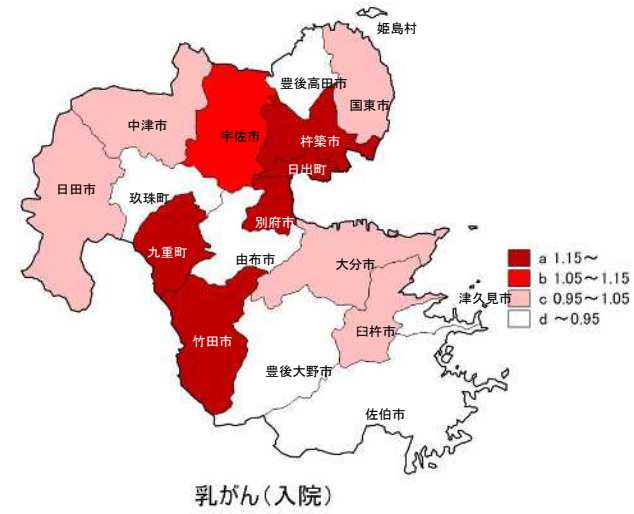 姫島村
豊後高田市
国東市
中津市
宇佐市
杵築市
日出町
日田市
玖珠町
別府市
九重町
由布市
大分市
a 1.15～
b 1.05～1.15
c 0.95～1.05
d ～0.95
津久見市
臼杵市
竹田市
豊後大野市
佐伯市
乳がん(入院)